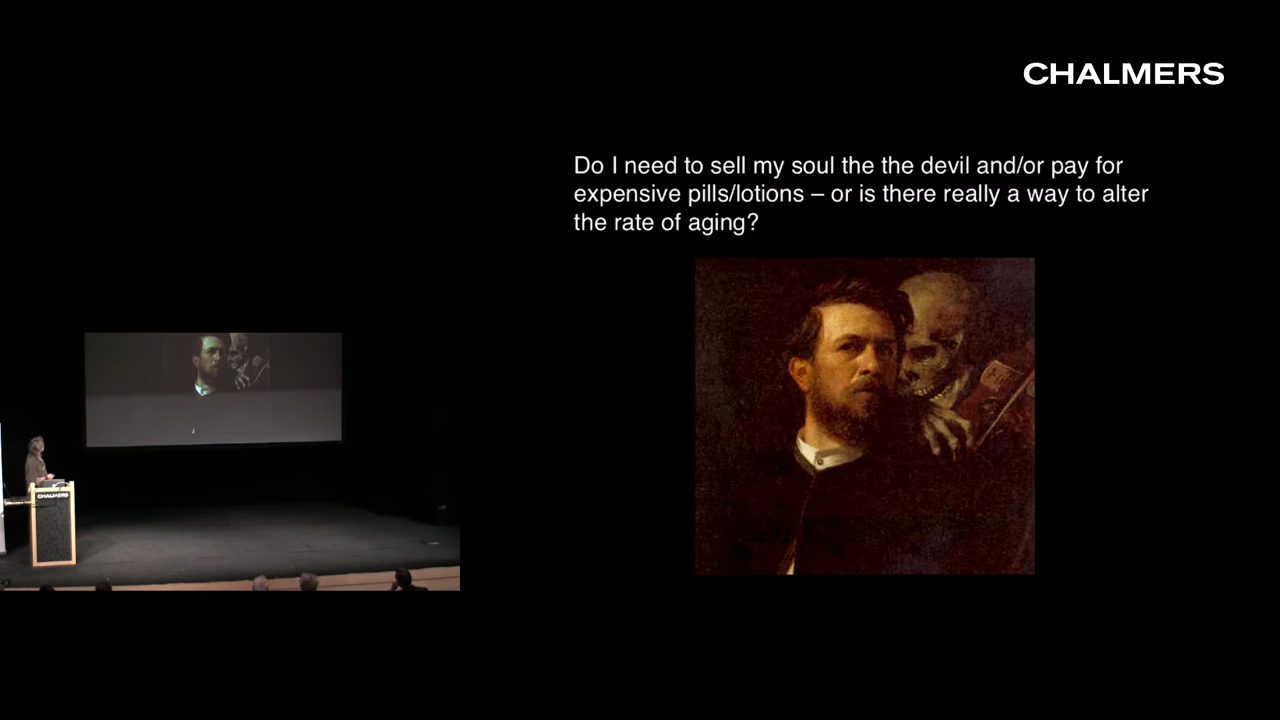 CHALMERS
Do I need to sell my soul the the devil and/or pay for
expensive pills/lotions – or is there really a way to alter
the rate of aging?
CHALMERS